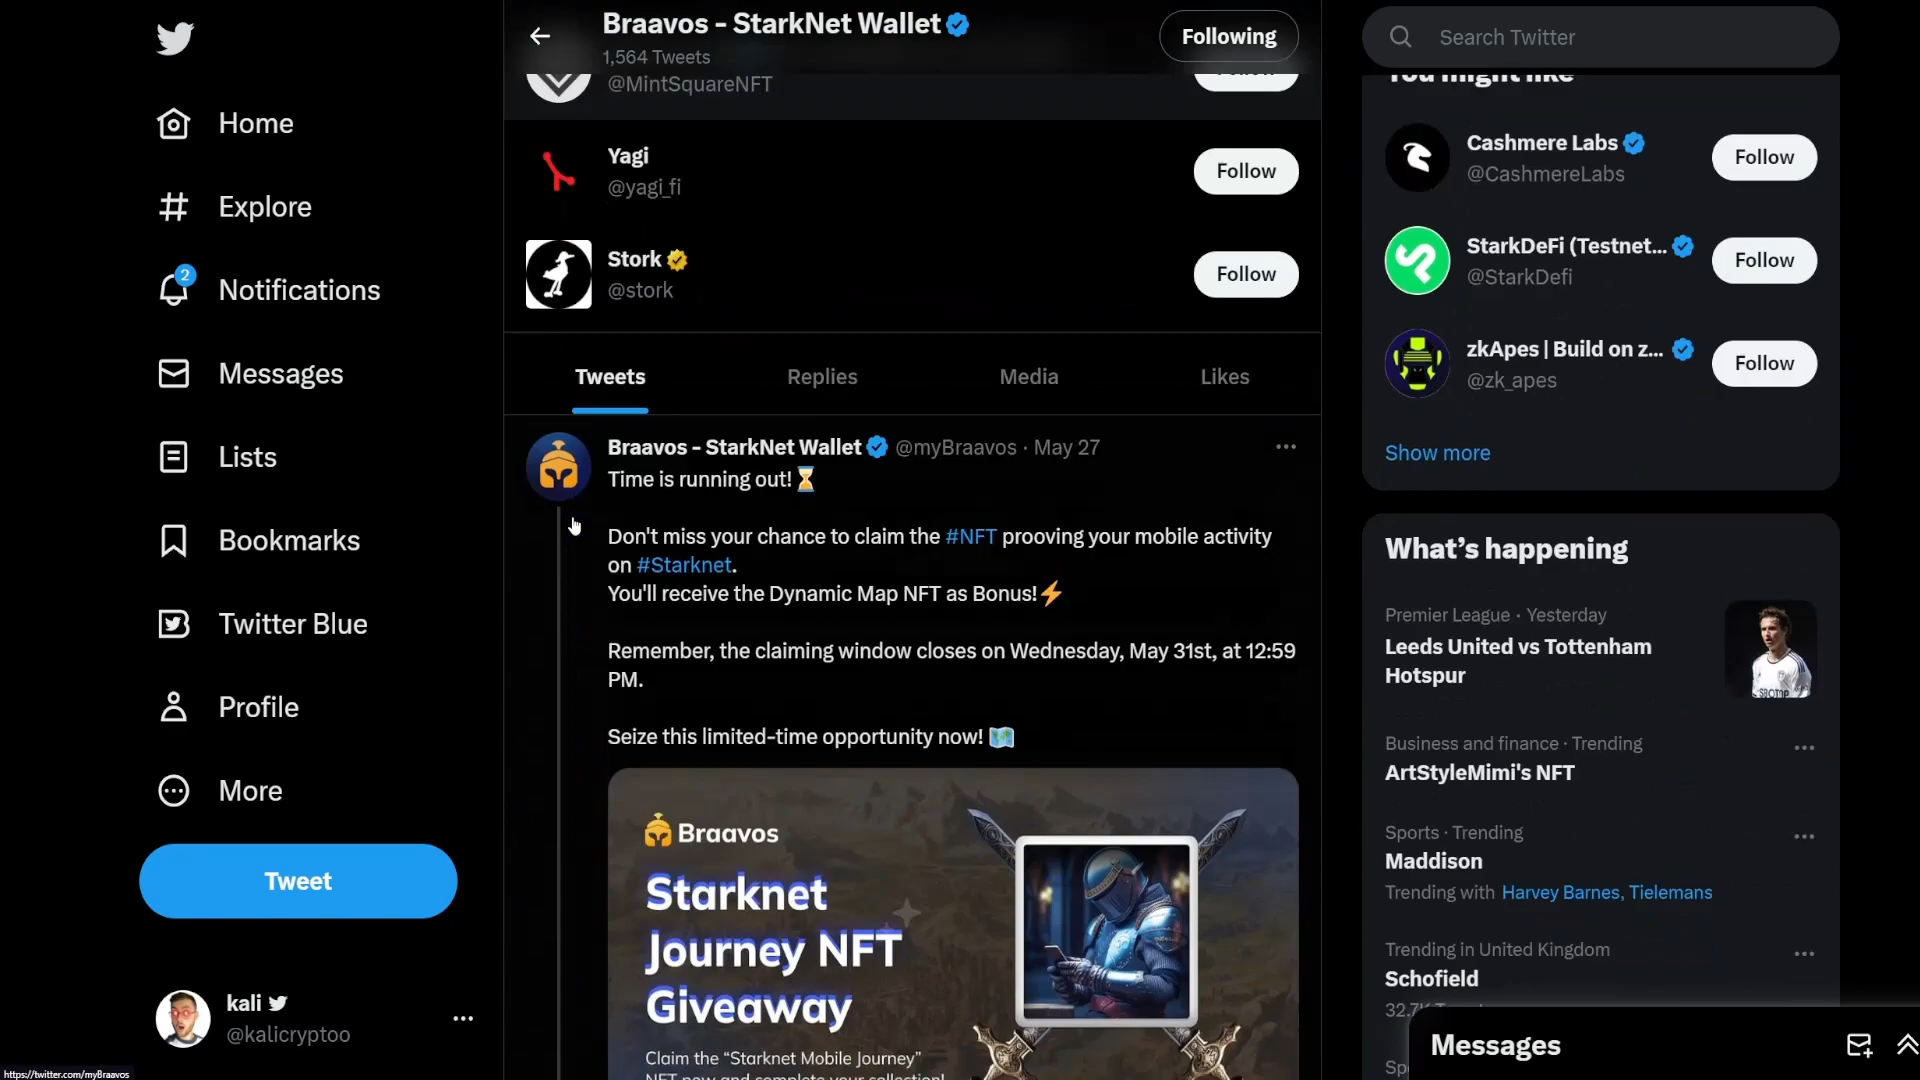 Home
Explore
2
Notifications
Messages
Lists
Bookmarks
Twitter Blue
Profile
More
Tweet
kali
@kalicryptoo
https://twitter.com/myBraavos
Braavos - StarkNet Wallet
1,564 Tweets
Following
@MintSquareNFT
Yagi
@yagi_fi
Follow
Stork
@stork
Follow
Tweets
Replies
Media
Likes
Braavos - StarkNet Wallet @myBraavos · May 27
Time is running out!
Don't miss your chance to claim the #NFT prooving your mobile activity
on #Starknet.
You'll receive the Dynamic Map NFT as Bonus!
Remember, the claiming window closes on Wednesday, May 31st, at 12:59
PM.
Seize this limited-time opportunity now!
Braavos
Starknet
Journey NFT
Giveaway
Claim the “Starknet Mobile Journey”
NFT now and complete your collection!
Search Twitter
You might like
Cashmere Labs
@CashmereLabs
Follow
StarkDeFi (Testnet...
@StarkDefi
Follow
zkApes | Build on z...
@zk_apes
Follow
Show more
What’s happening
Premier League · Yesterday
Leeds United vs Tottenham
Hotspur
SBOTOP
Business and finance · Trending
ArtStyleMimi's NFT
Sports · Trending
Maddison
Trending with Harvey Barnes, Tielemans
Trending in United Kingdom
Schofield
Messages